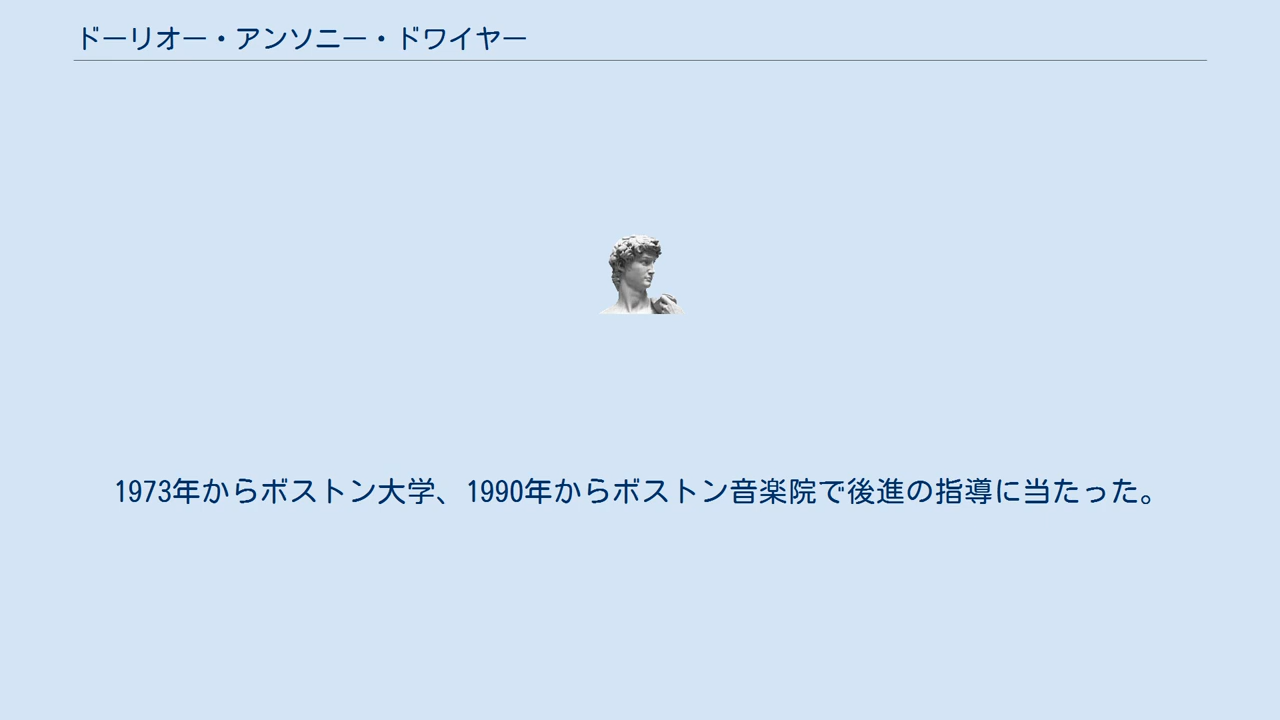 ドーリオー・アンソニー・ドワイヤー
1973年からボストン大学、1990年からボストン音楽院で後進の指導に当たった。